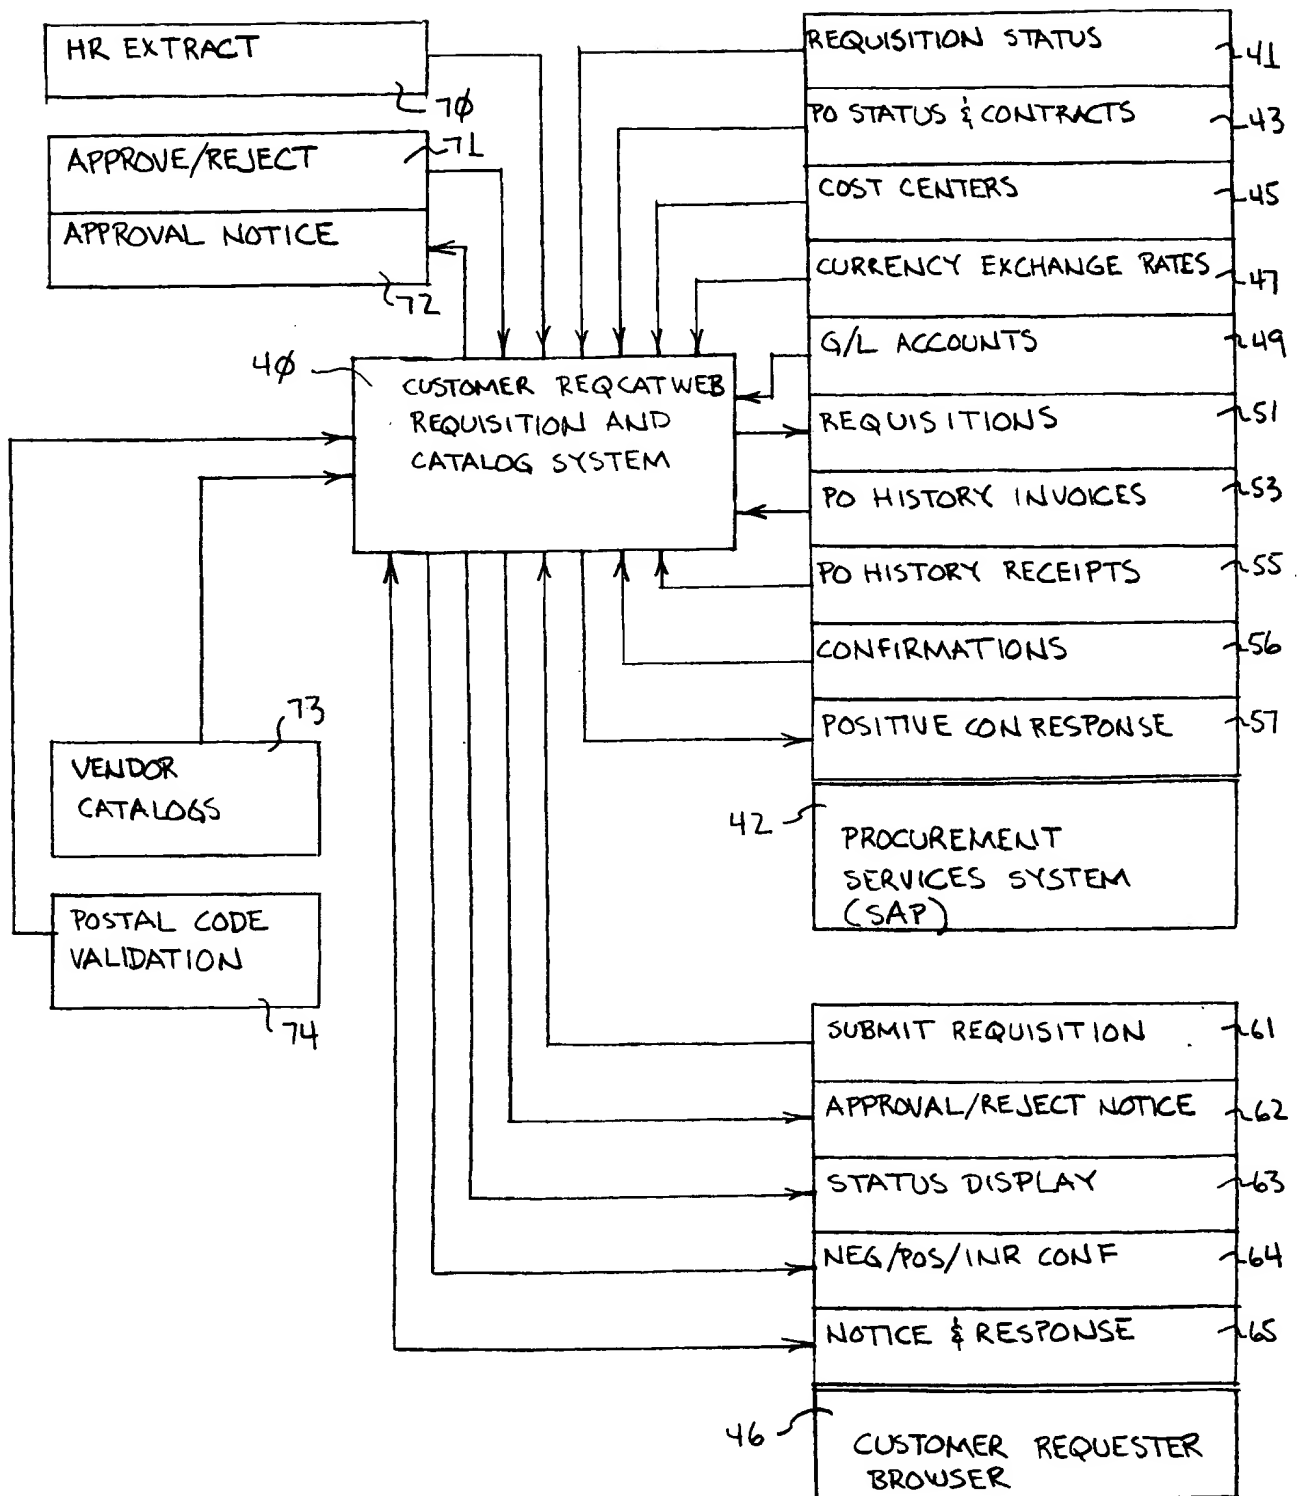 HR EXTRACT
70
APPROVE/REJECT
71
APPROVAL NOTICE
72
REQUISITION STATUS
41
PO STATUS & CONTRACTS
43
COST CENTERS
45
CURRENCY EXCHANGE RATES
47
G/L ACCOUNTS
49
REQUISITIONS
51
PO HISTORY INVOICES
53
PO HISTORY RECEIPTS
55
CONFIRMATIONS
56
POSITIVE CON RESPONSE
57
42
PROCUREMENT
SERVICES SYSTEM
(SAP)
40
CUSTOMER REQCATWEB
REQUISITION AND
CATALOG SYSTEM
73
VENDOR
CATALOGS
POSTAL CODE
VALIDATION
74
SUBMIT REQUISITION
61
APPROVAL/REJECT NOTICE
62
STATUS DISPLAY
63
NEG/POS/INR CONF
64
NOTICE & RESPONSE
65
46
CUSTOMER REQUESTER
BROWSER